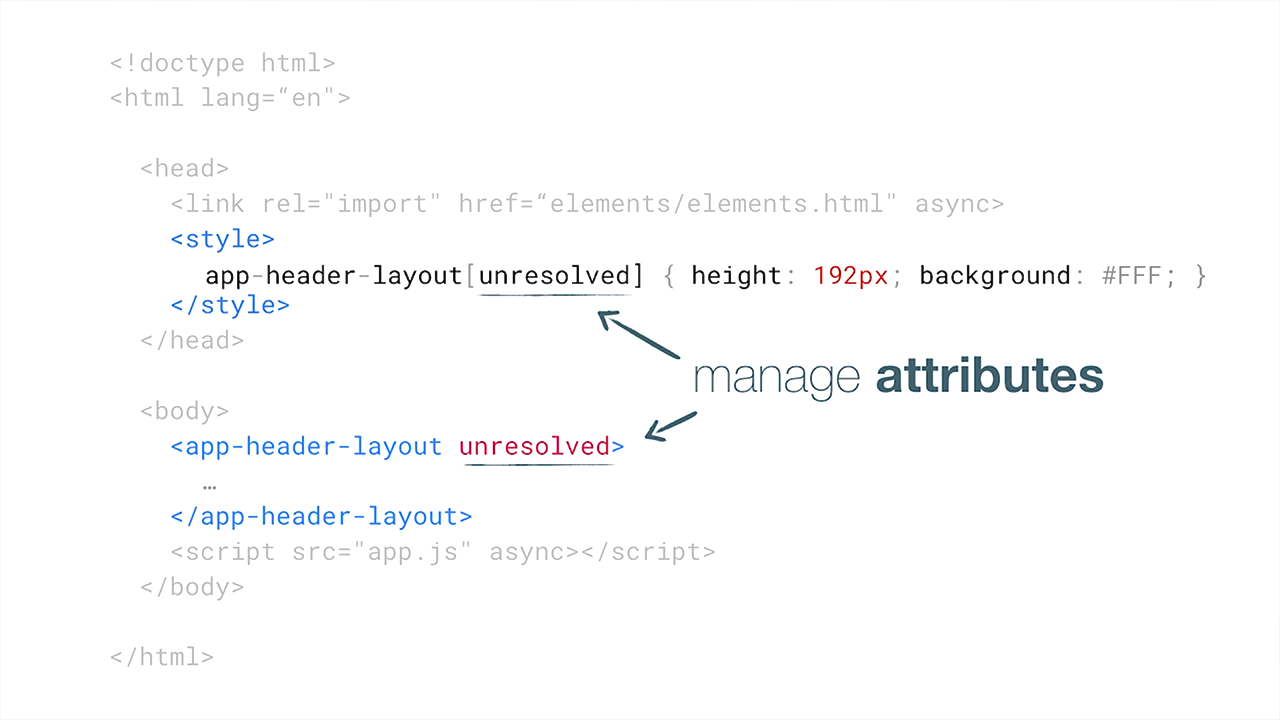 <!doctype html>
<html lang=“en">
<head>
<link rel="import" href=“elements/elements.html" async>
<style>
app-header-layout[unresolved] { height: 192px; background: #FFF; }
</style>
</head>
manage attributes
<body>
<app-header-layout unresolved>
…
</app-header-layout>
<script src="app.js" async></script>
</body>
</html>